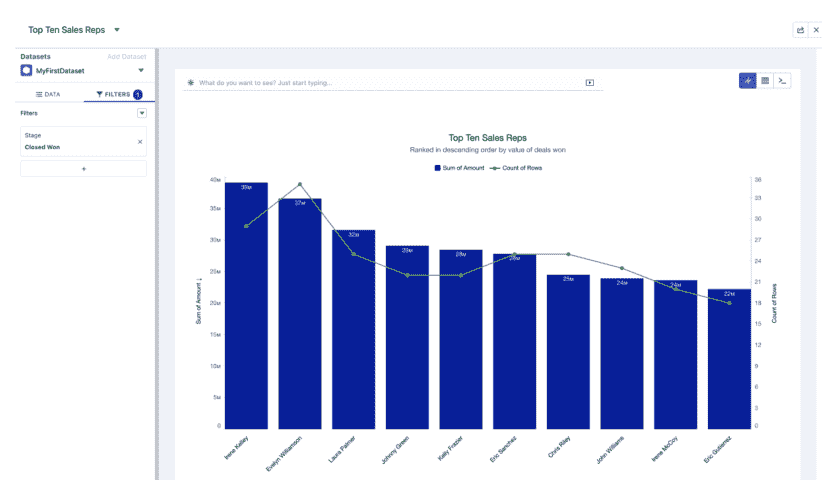 Top Ten Sales Reps
Datasets
Add Dataset
MyFirstDataset
DATA
FILTERS 1
Filters
Stage
Closed Won
What do you want to see? Just start typing...
Top Ten Sales Reps
Ranked in descending order by value of deals won
Sum of Amount
Count of Rows
40M
35M
30M
25M
20M
15M
10M
5M
0
Sum of Amount
39M
37M
32M
29M
28M
28M
25M
24M
24M
22M
36
33
30
27
24
21
18
15
12
9
6
3
0
Count of Rows
Irene Kelley
Evelyn Williamson
Laura Palmer
Johnny Green
Kelly Frazier
Eric Sanchez
Chris Riley
John Williams
Irene McCoy
Eric Gutierrez